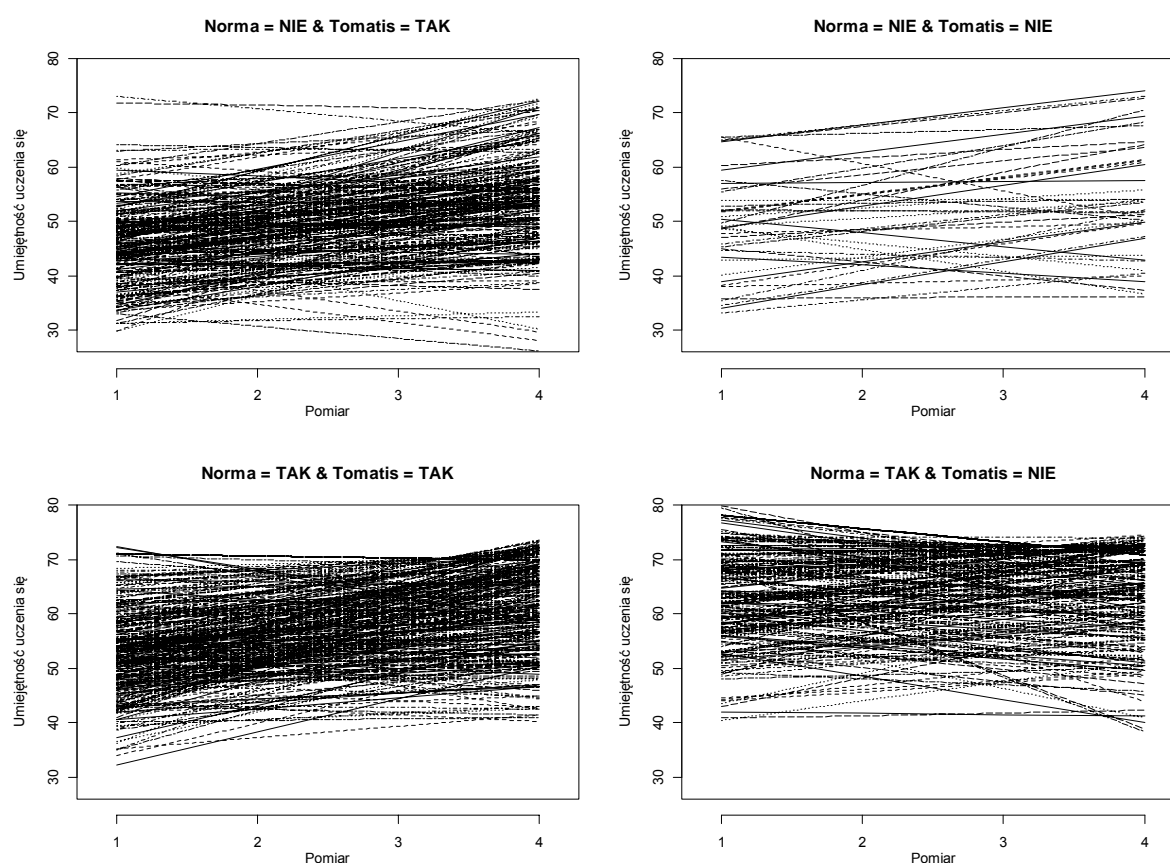 Norma = NIE & Tomatis = TAK
Umiejętność uczenia się
80
70
60
50
40
30
1 2 3 4
Pomiar
Norma = NIE & Tomatis = NIE
Umiejętność uczenia się
80
70
60
50
40
30
1 2 3 4
Pomiar
Norma = TAK & Tomatis = TAK
Umiejętność uczenia się
80
70
60
50
40
30
1 2 3 4
Pomiar
Norma = TAK & Tomatis = NIE
Umiejętność uczenia się
80
70
60
50
40
30
1 2 3 4
Pomiar